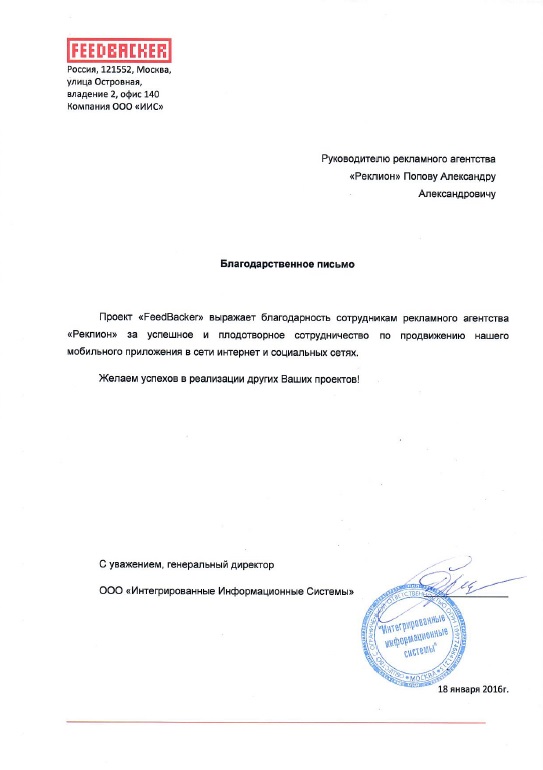 FEEDBACKER
Россия, 121552, Москва,
улица Островная,
владение 2, офис 140
Компания ООО «ИИС»
Руководителю рекламного агентства
«Реклион» Попову Александру
Александровичу
Благодарственное письмо
Проект «FeedBacker» выражает благодарность сотрудникам рекламного агентства
«Реклион» за успешное и плодотворное сотрудничество по продвижению нашего
мобильного приложения в сети интернет и социальных сетях.
Желаем успехов в реализации других Ваших проектов!
С уважением, генеральный директор
ООО «Интегрированные Информационные Системы»
ОБЩЕСТВО С ОГРАНИЧЕННОЙ ОТВЕТСТВЕННОСТЬЮ
"Интегрированные
информационные
системы"
* МОСКВА *
18 января 2016г.